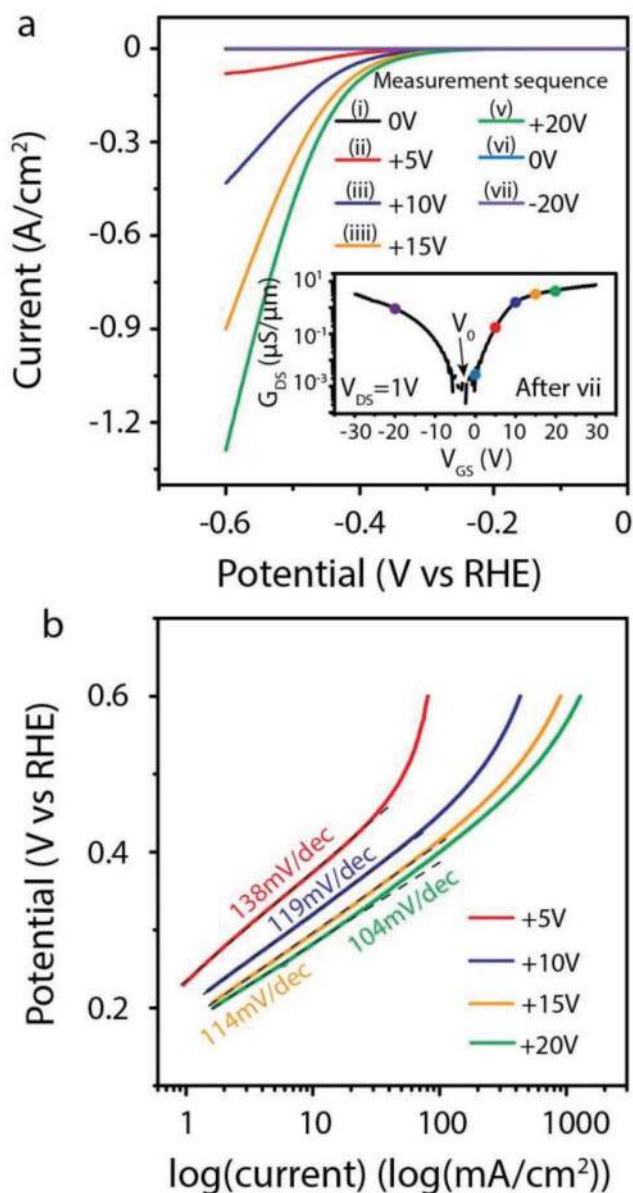 a
0
-0.3
-0.6
-0.9
-1.2
Current (A/cm²)
Measurement sequence
(i) 0V
(v) +20V
(ii) +5V
(vi) 0V
(iii) +10V
(vii) -20V
(iiii) +15V
10¹
10⁻¹
10⁻³
G_DS (μS/μm)
V₀
V_DS=1V
After vii
-30 -20 -10 0 10 20 30
V_GS (V)
-0.6 -0.4 -0.2 0
Potential (V vs RHE)
b
0.6
0.4
0.2
Potential (V vs RHE)
138mV/dec
119mV/dec
104mV/dec
114mV/dec
+5V
+10V
+15V
+20V
1 10 100 1000
log(current) (log(mA/cm²))